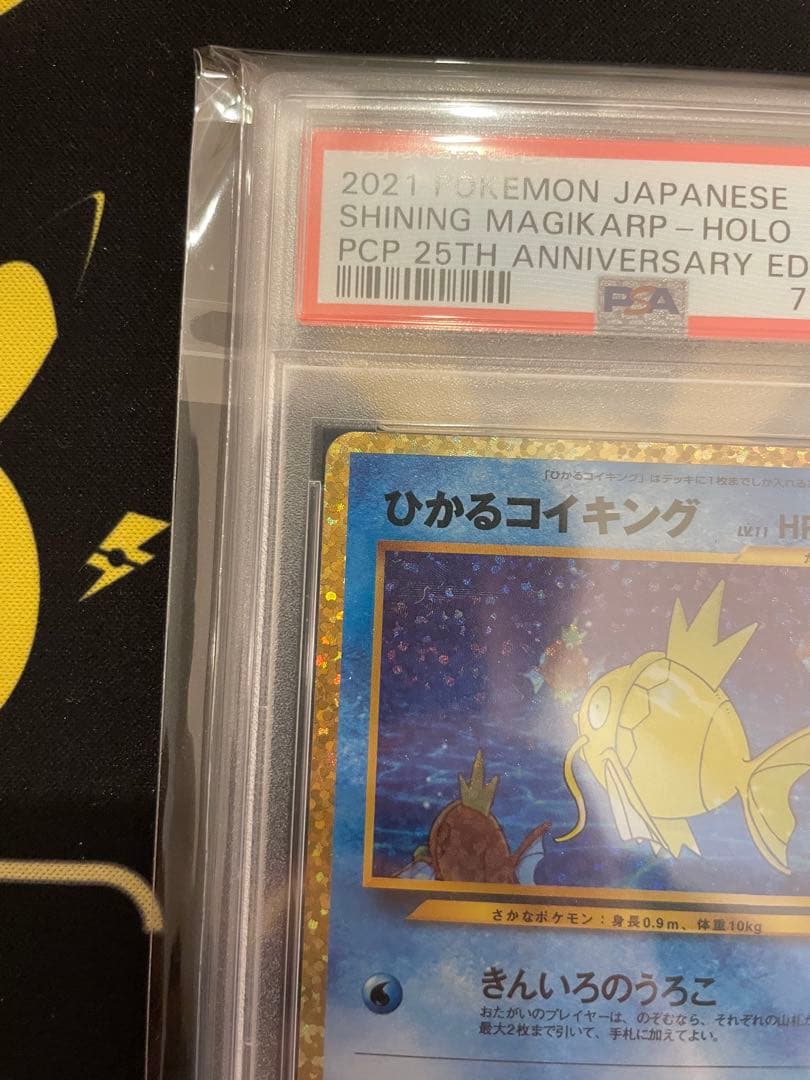 2021 POKEMON JAPANESE
SHINING MAGIKARP-HOLO
PCP 25TH ANNIVERSARY ED
7
PSA
「ひかるコイキング」はデッキに1枚までしか入れる
ひかるコイキング LV.11 HP
さかなポケモン：身長0.9m、体重10kg
きんいろのうろこ
おたがいのプレイヤーは、のぞむなら、それぞれの山札か
最大2枚まで引いて、手札に加えてよい。